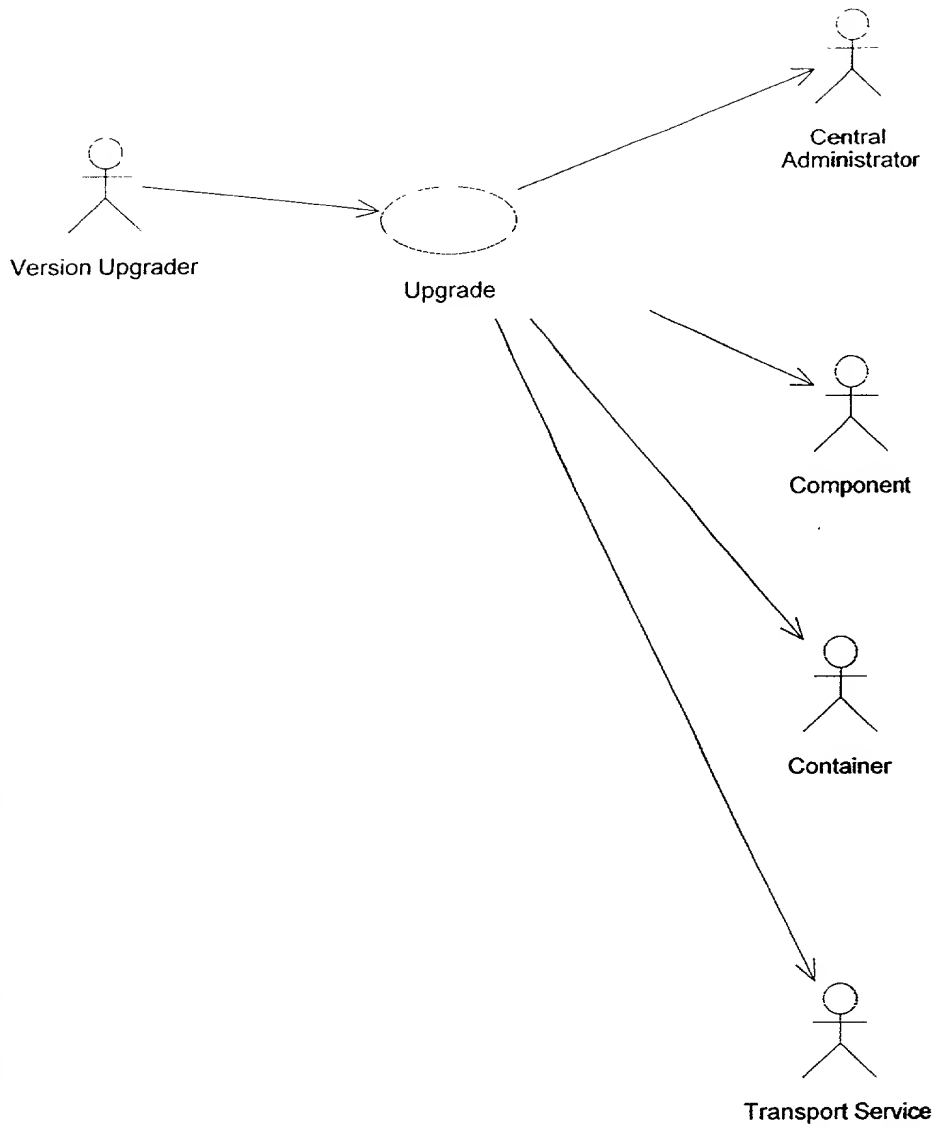 Central
Administrator
Version Upgrader
Upgrade
Component
Container
Transport Service